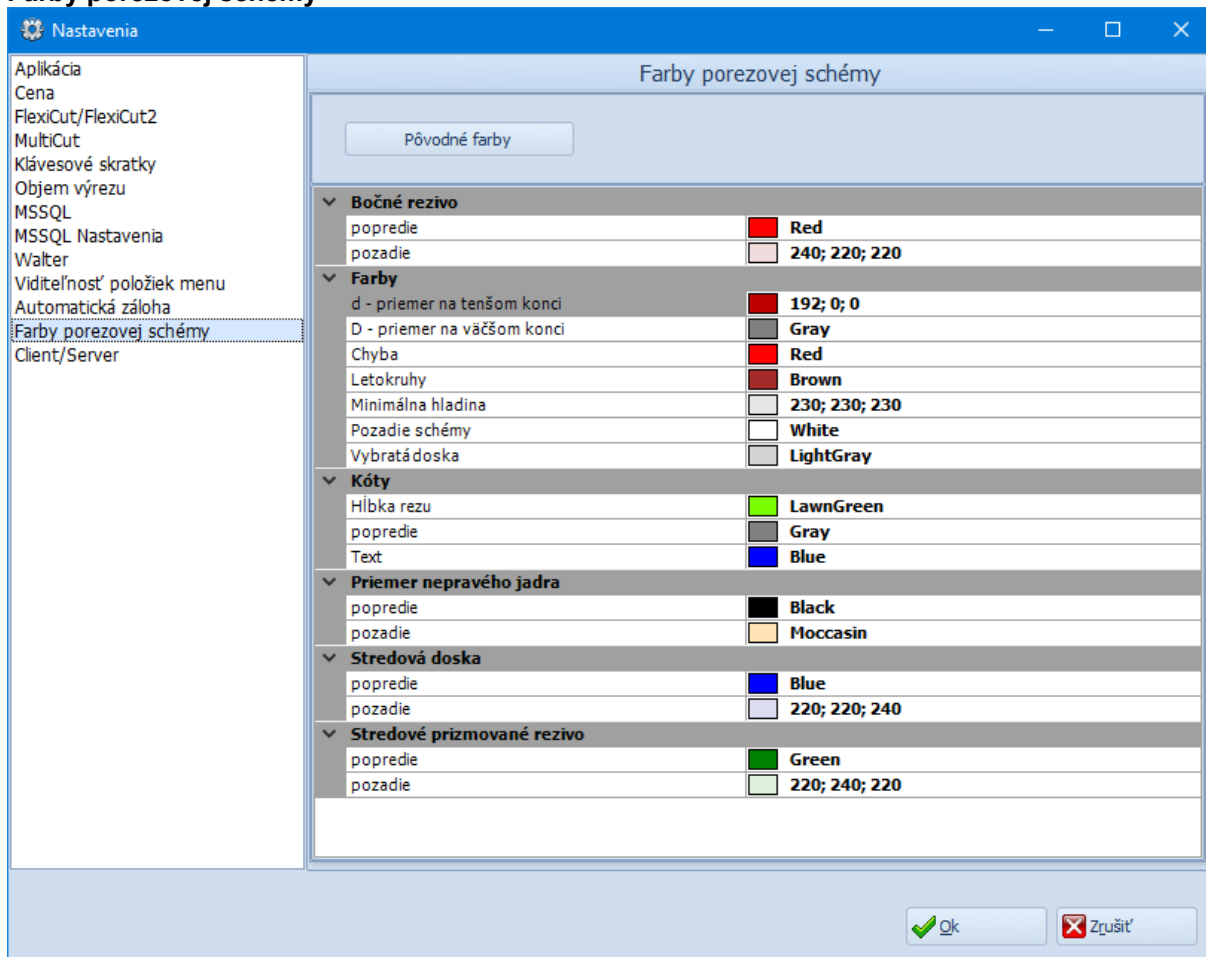 Farby porezovej schémy
Nastavenia
Aplikácia
Cena
FlexiCut/FlexiCut2
MultiCut
Klávesové skratky
Objem výrezu
MSSQL
MSSQL Nastavenia
Walter
Viditeľnosť položiek menu
Automatická záloha
Farby porezovej schémy
Client/Server
Farby porezovej schémy
Pôvodné farby
Bočné rezivo
popredie Red
pozadie 240; 220; 220
Farby
d - priemer na tenšom konci 192; 0; 0
D - priemer na väčšom konci Gray
Chyba Red
Letokruhy Brown
Minimálna hladina 230; 230; 230
Pozadie schémy White
Vybratá doska LightGray
Kóty
Hĺbka rezu LawnGreen
popredie Gray
Text Blue
Priemer nepravého jadra
popredie Black
pozadie Moccasin
Stredová doska
popredie Blue
pozadie 220; 220; 240
Stredové prizmované rezivo
popredie Green
pozadie 220; 240; 220
Ok
Zrušiť